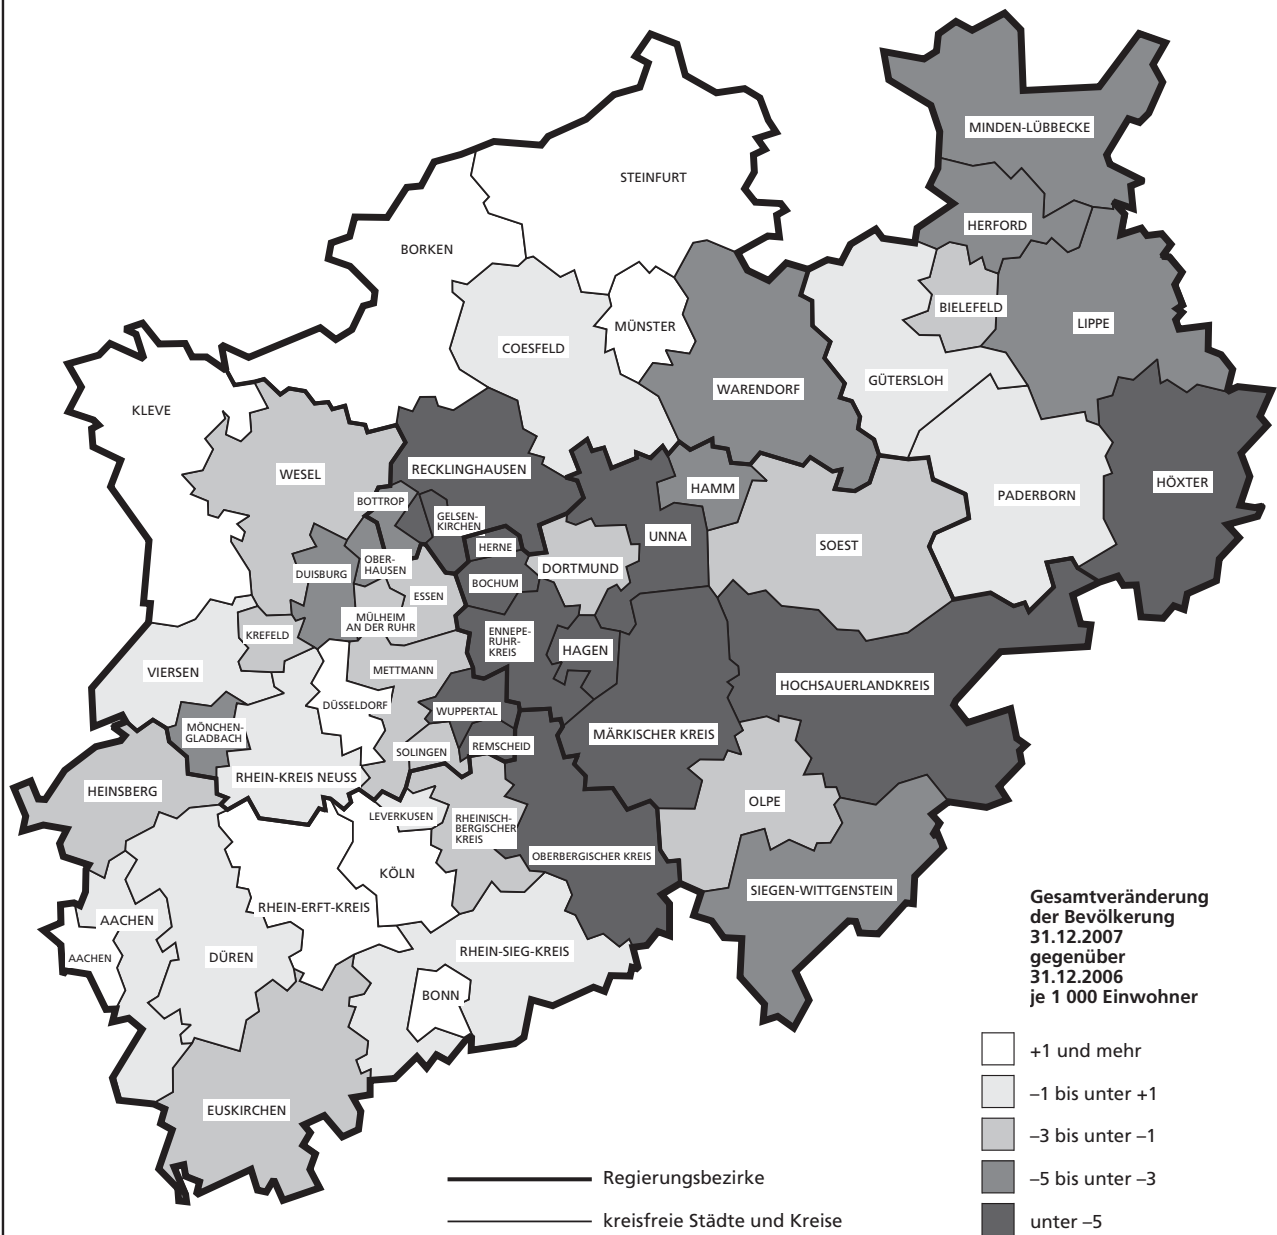 MINDEN-LÜBBECKE
STEINFURT
HERFORD
BORKEN
BIELEFELD
LIPPE
MÜNSTER
COESFELD
GÜTERSLOH
WARENDORF
KLEVE
RECKLINGHAUSEN
WESEL
HÖXTER
HAMM
PADERBORN
BOTTROP
GELSEN-
KIRCHEN
UNNA
SOEST
HERNE
OBER-
HAUSEN
DORTMUND
DUISBURG
BOCHUM
ESSEN
MÜLHEIM
AN DER RUHR
KREFELD
ENNEPE-
RUHR-
KREIS
HAGEN
VIERSEN
METTMANN
HOCHSAUERLANDKREIS
DÜSSELDORF
WUPPERTAL
MÖNCHEN-
GLADBACH
MÄRKISCHER KREIS
SOLINGEN
REMSCHEID
RHEIN-KREIS NEUSS
HEINSBERG
OLPE
LEVERKUSEN
RHEINISCH-
BERGISCHER
KREIS
OBERBERGISCHER KREIS
KÖLN
SIEGEN-WITTGENSTEIN
RHEIN-ERFT-KREIS
AACHEN
AACHEN
DÜREN
RHEIN-SIEG-KREIS
BONN
EUSKIRCHEN
Gesamtveränderung
der Bevölkerung
31.12.2007
gegenüber
31.12.2006
je 1 000 Einwohner
+1 und mehr
–1 bis unter +1
–3 bis unter –1
–5 bis unter –3
unter –5
Regierungsbezirke
kreisfreie Städte und Kreise